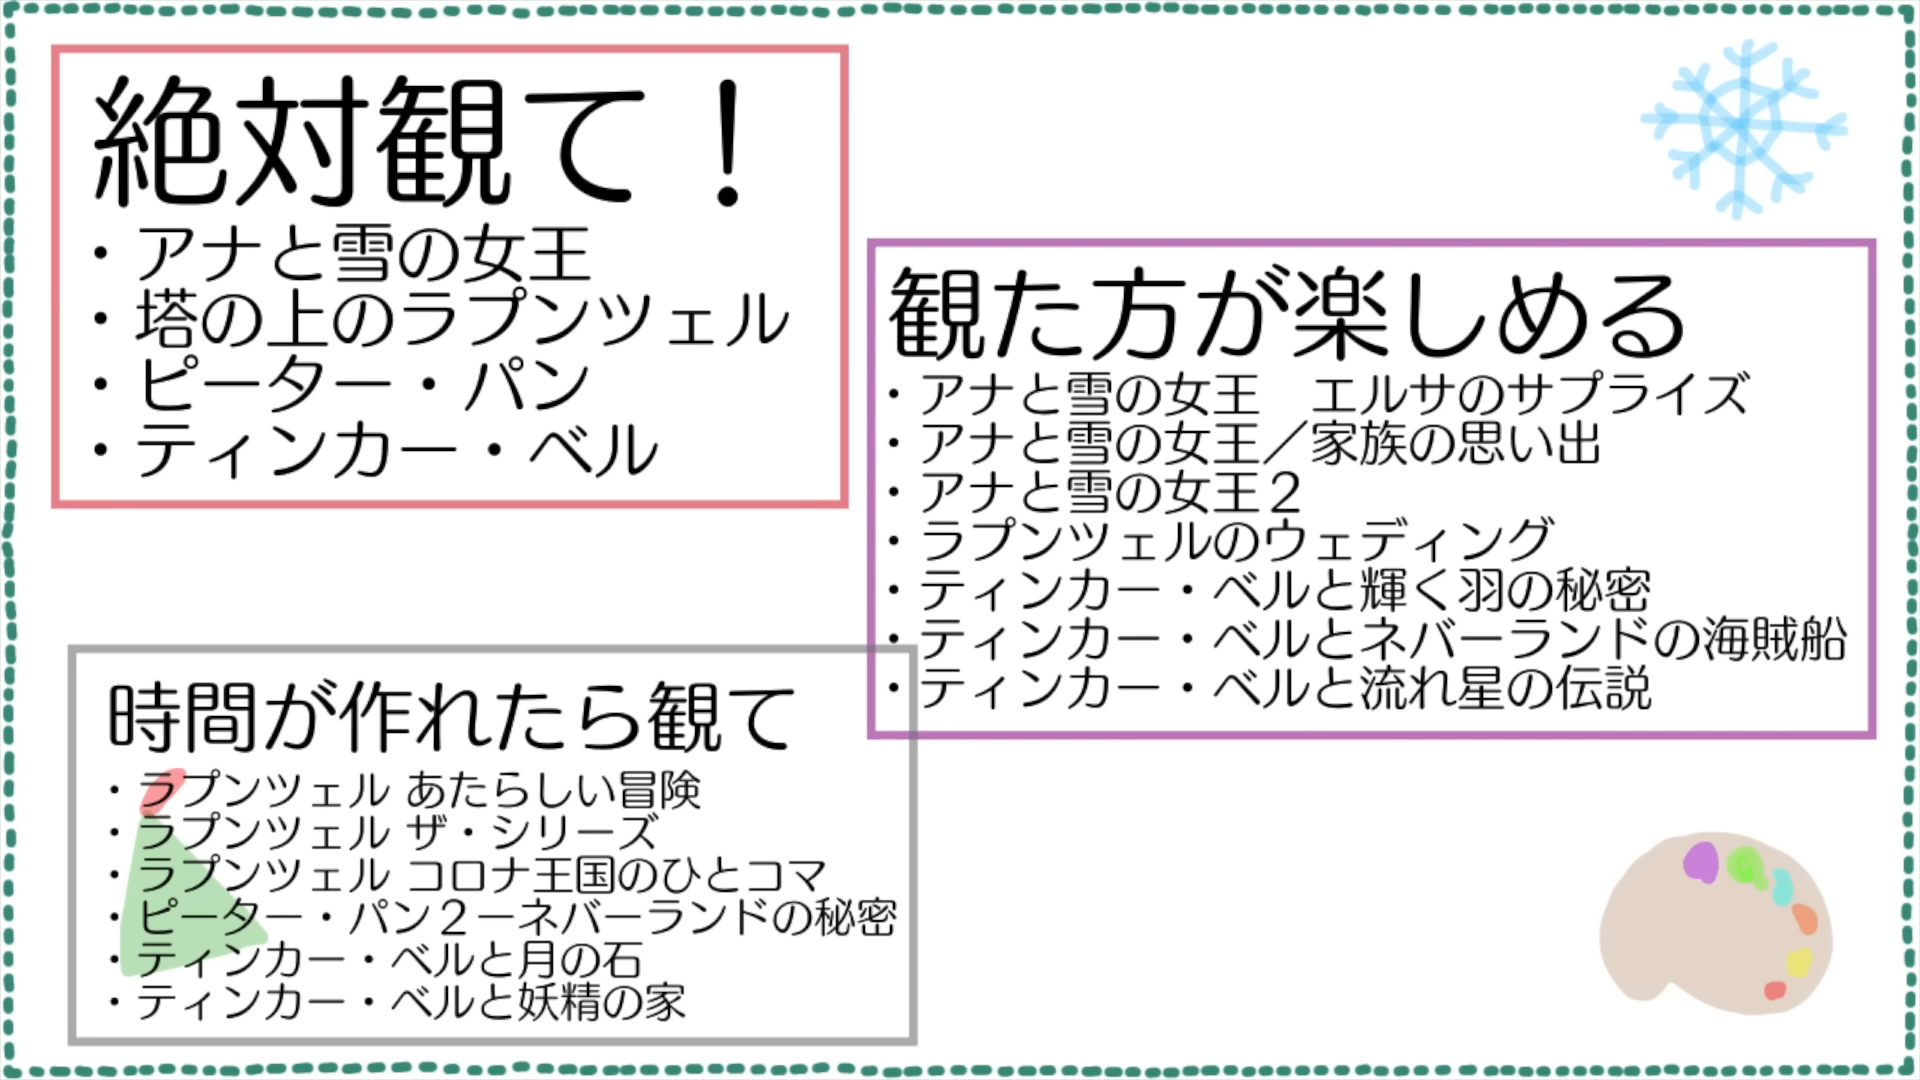 絶対観て！
・アナと雪の女王
・塔の上のラプンツェル
・ピーター・パン
・ティンカー・ベル
観た方が楽しめる
・アナと雪の女王　エルサのサプライズ
・アナと雪の女王／家族の思い出
・アナと雪の女王２
・ラプンツェルのウェディング
・ティンカー・ベルと輝く羽の秘密
・ティンカー・ベルとネバーランドの海賊船
・ティンカー・ベルと流れ星の伝説
時間が作れたら観て
・ラプンツェル あたらしい冒険
・ラプンツェル ザ・シリーズ
・ラプンツェル コロナ王国のひとコマ
・ピーター・パン２ーネバーランドの秘密
・ティンカー・ベルと月の石
・ティンカー・ベルと妖精の家